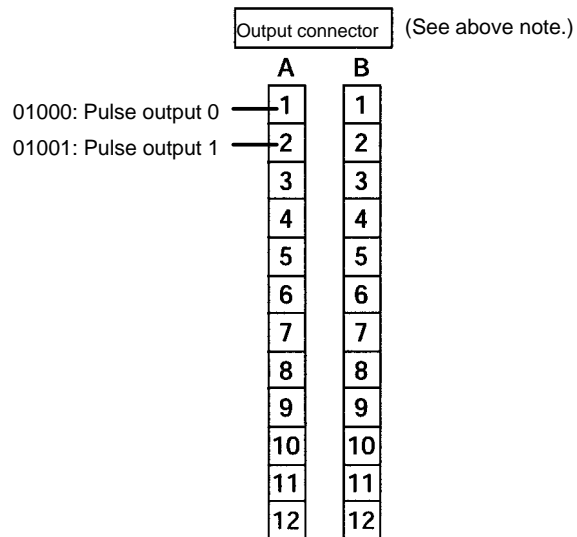 Output connector (See above note.)
A B
01000: Pulse output 0 1 1
01001: Pulse output 1 2 2
3 3
4 4
5 5
6 6
7 7
8 8
9 9
10 10
11 11
12 12